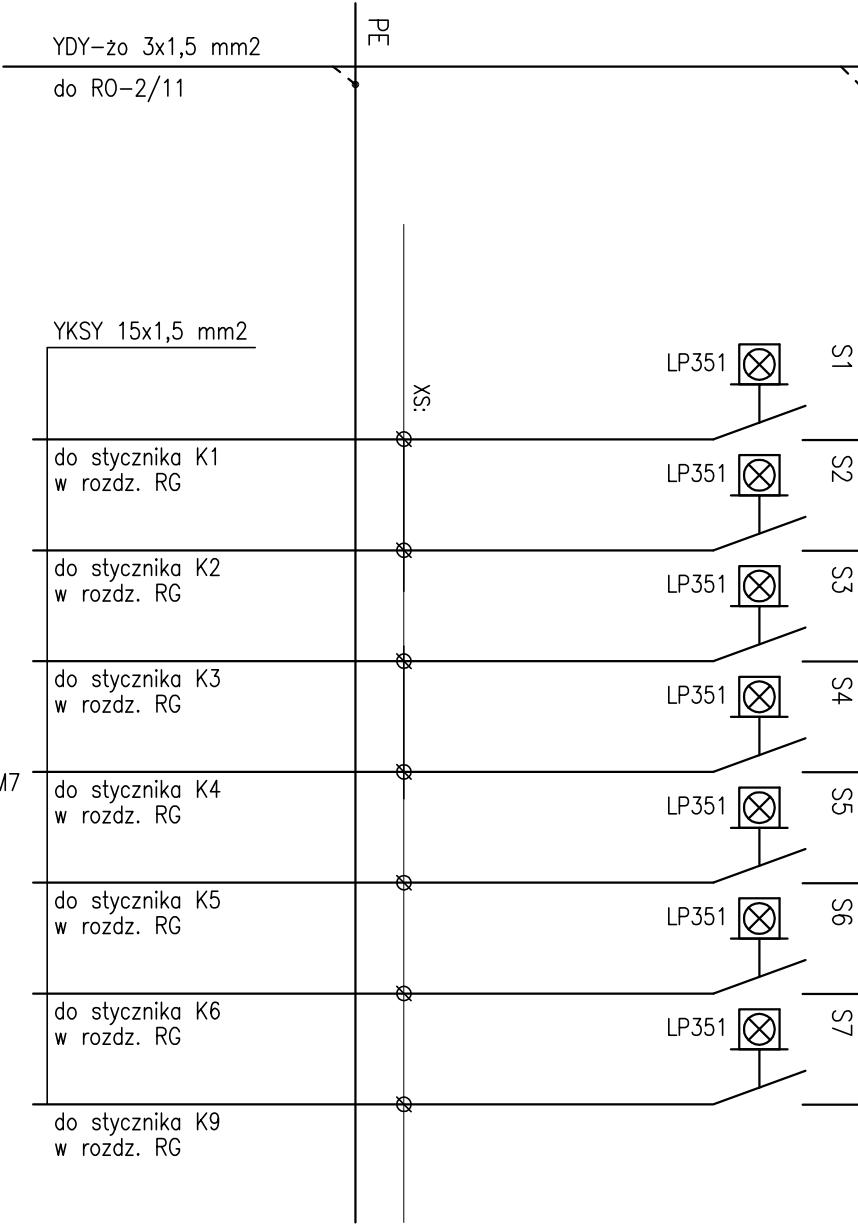 PE
YDY-żo 3x1,5 mm2
do RO-2/11
YKSY 15x1,5 mm2
XS:
LP351
S1
do stycznika K1
w rozdz. RG
LP351
S2
do stycznika K2
w rozdz. RG
LP351
S3
do stycznika K3
w rozdz. RG
LP351
S4
M7
do stycznika K4
w rozdz. RG
LP351
S5
do stycznika K5
w rozdz. RG
LP351
S6
do stycznika K6
w rozdz. RG
LP351
S7
do stycznika K9
w rozdz. RG